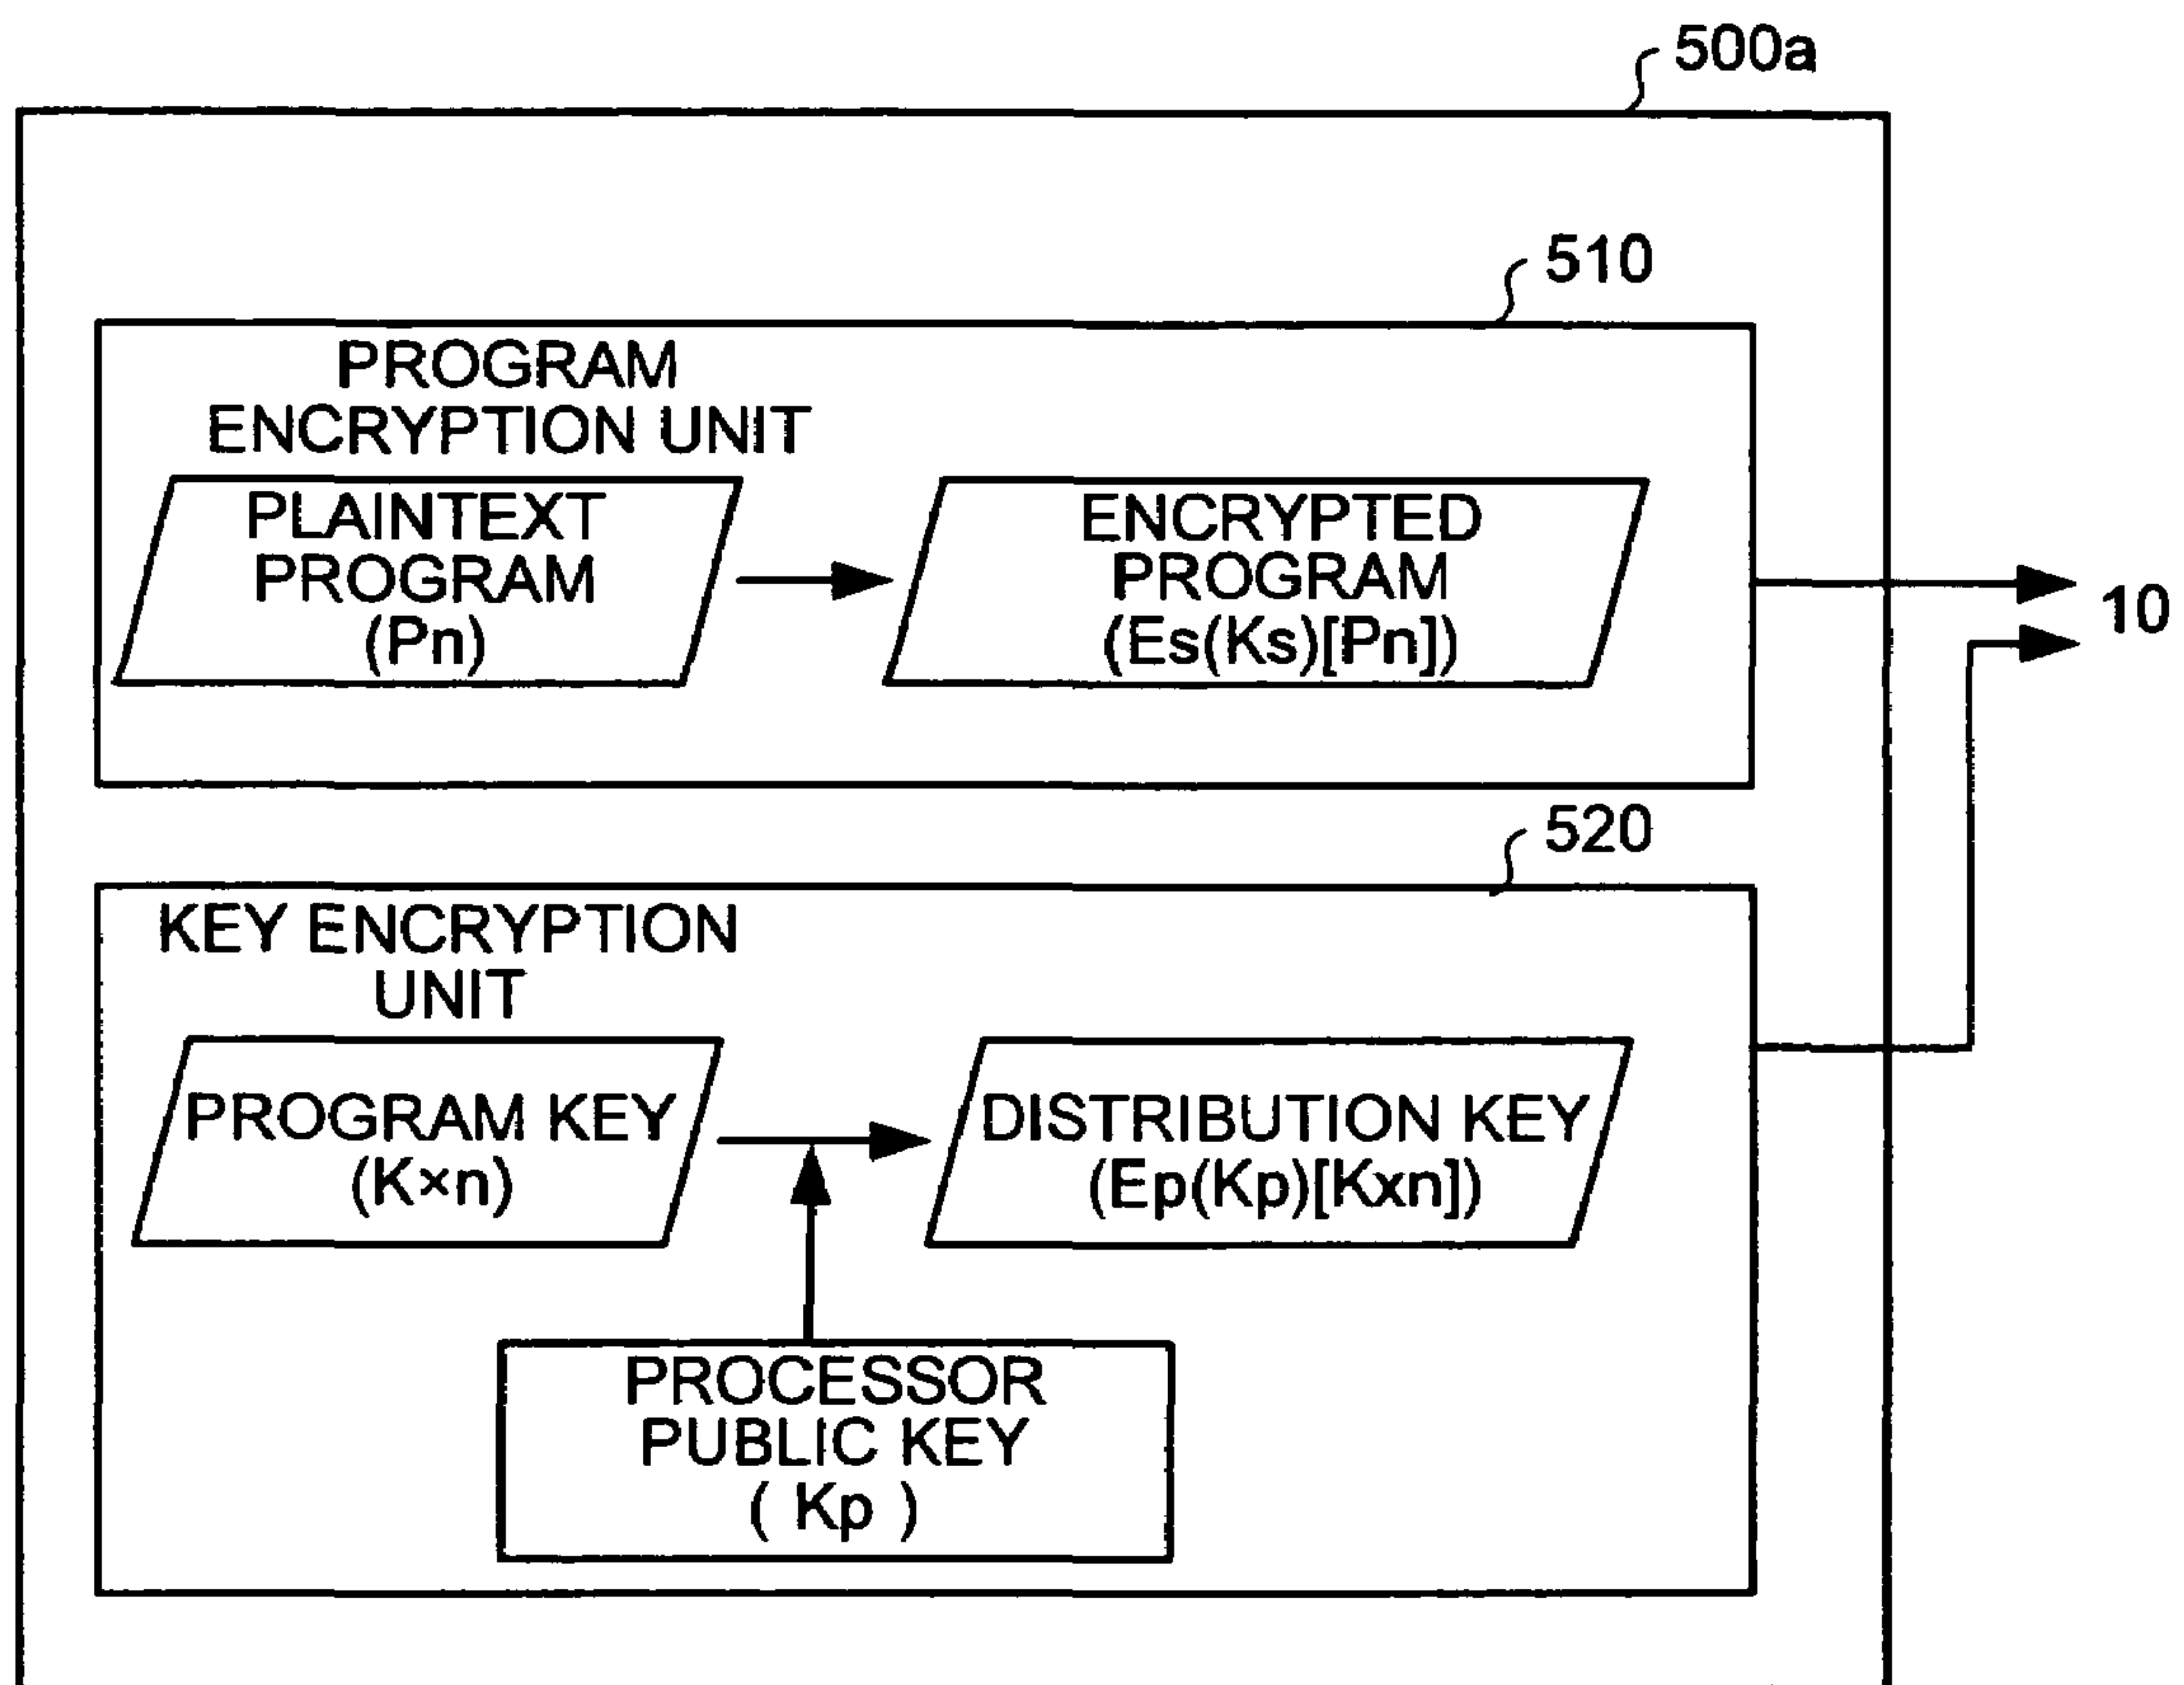 500a
510
PROGRAM
ENCRYPTION UNIT
PLAINTEXT
PROGRAM
(Pn)
ENCRYPTED
PROGRAM
(Es(Ks)[Pn])
10
520
KEY ENCRYPTION
UNIT
PROGRAM KEY
(K×n)
DISTRIBUTION KEY
(Ep(Kp)[Kxn])
PROCESSOR
PUBLIC KEY
( Kp )